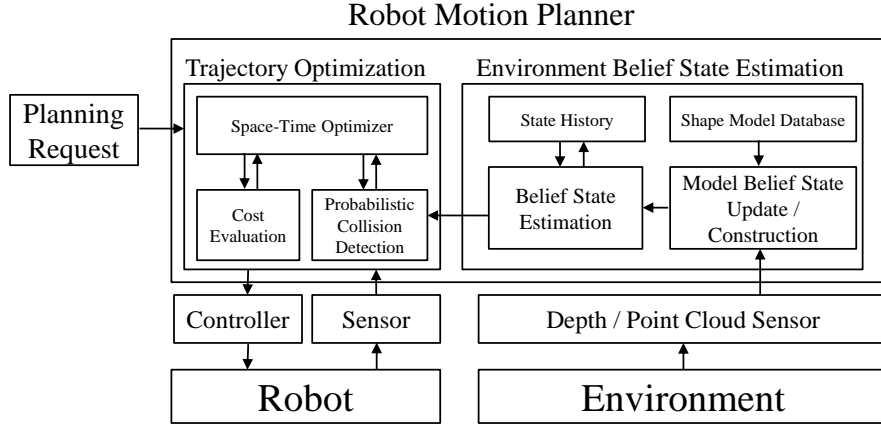 Robot Motion Planner
Trajectory Optimization
Environment Belief State Estimation
Planning
Request
Space-Time Optimizer
State History
Shape Model Database
Cost
Evaluation
Probabilistic
Collision
Detection
Belief State
Estimation
Model Belief State
Update /
Construction
Controller
Sensor
Depth / Point Cloud Sensor
Robot
Environment